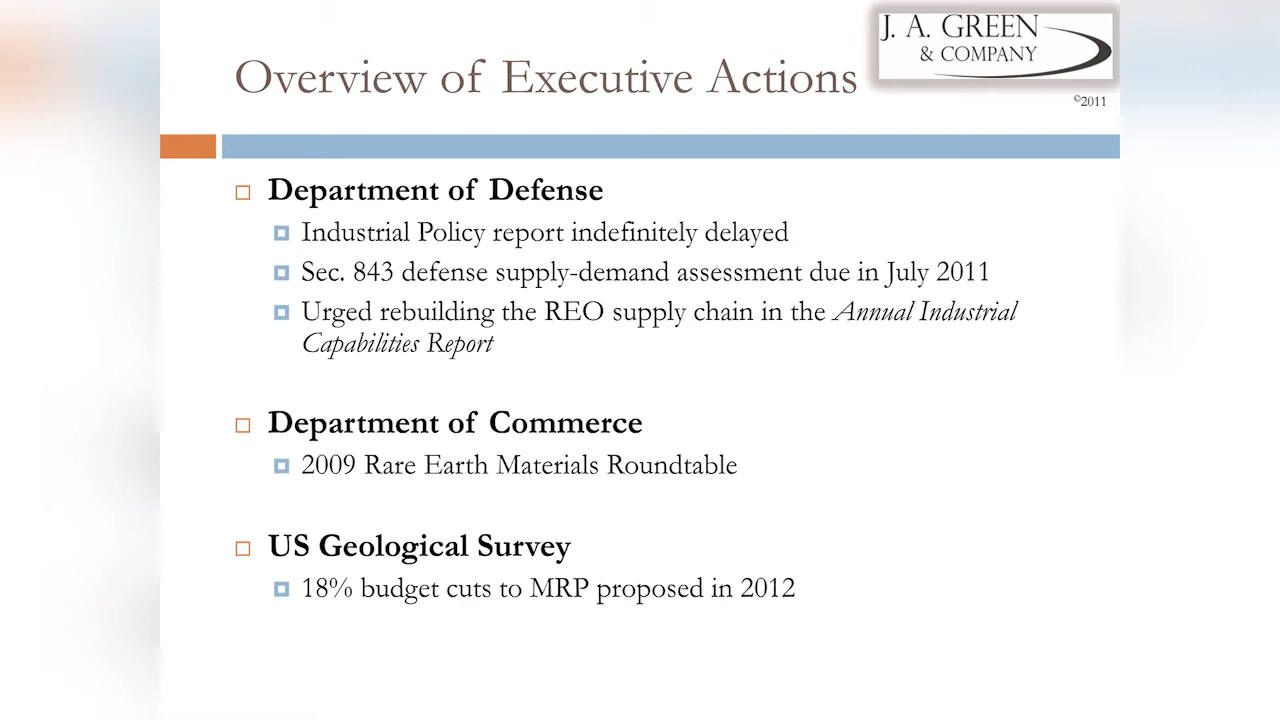 J. A. GREEN
& COMPANY
Overview of Executive Actions
©2011
Department of Defense
Industrial Policy report indefinitely delayed
Sec. 843 defense supply-demand assessment due in July 2011
Urged rebuilding the REO supply chain in the Annual Industrial
Capabilities Report
Department of Commerce
2009 Rare Earth Materials Roundtable
US Geological Survey
18% budget cuts to MRP proposed in 2012